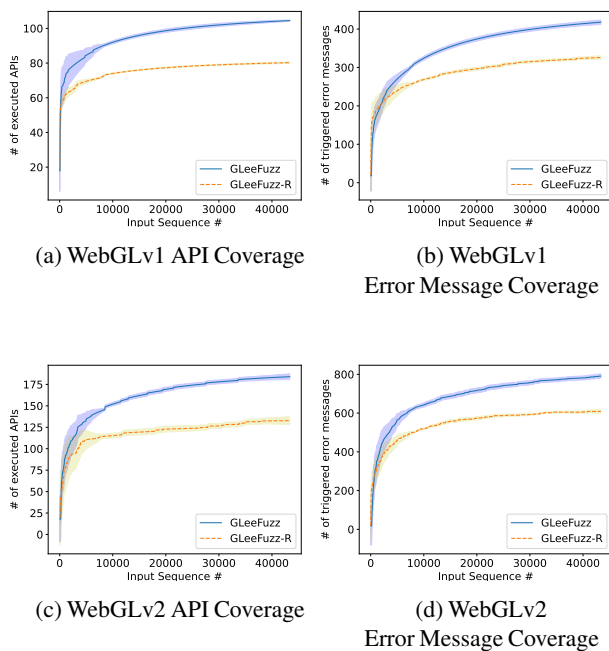 # of executed APIs
100
80
60
40
20
GLeeFuzz
GLeeFuzz-R
0 10000 20000 30000 40000
Input Sequence #
(a) WebGLv1 API Coverage
# of triggered error messages
400
300
200
100
0
GLeeFuzz
GLeeFuzz-R
0 10000 20000 30000 40000
Input Sequence #
(b) WebGLv1
Error Message Coverage
# of executed APIs
175
150
125
100
75
50
25
0
GLeeFuzz
GLeeFuzz-R
0 10000 20000 30000 40000
Input Sequence #
(c) WebGLv2 API Coverage
# of triggered error messages
800
600
400
200
0
GLeeFuzz
GLeeFuzz-R
0 10000 20000 30000 40000
Input Sequence #
(d) WebGLv2
Error Message Coverage